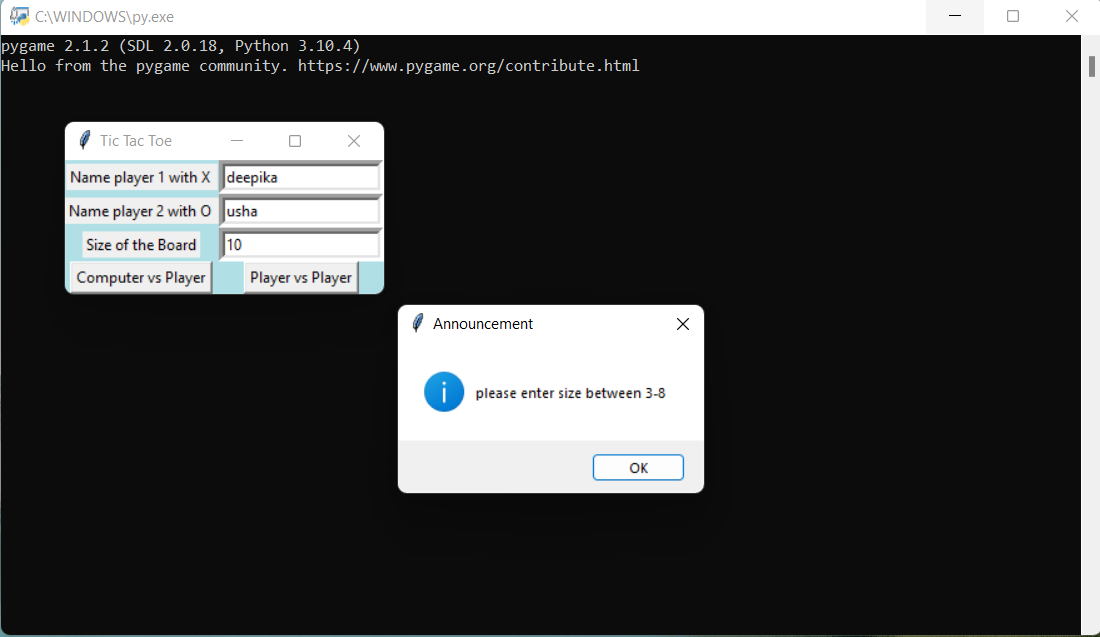 C:\WINDOWS\py.exe
pygame 2.1.2 (SDL 2.0.18, Python 3.10.4)
Hello from the pygame community. https://www.pygame.org/contribute.html
Tic Tac Toe
Name player 1 with X deepika
Name player 2 with O usha
Size of the Board 10
Computer vs Player Player vs Player
Announcement
please enter size between 3-8
OK